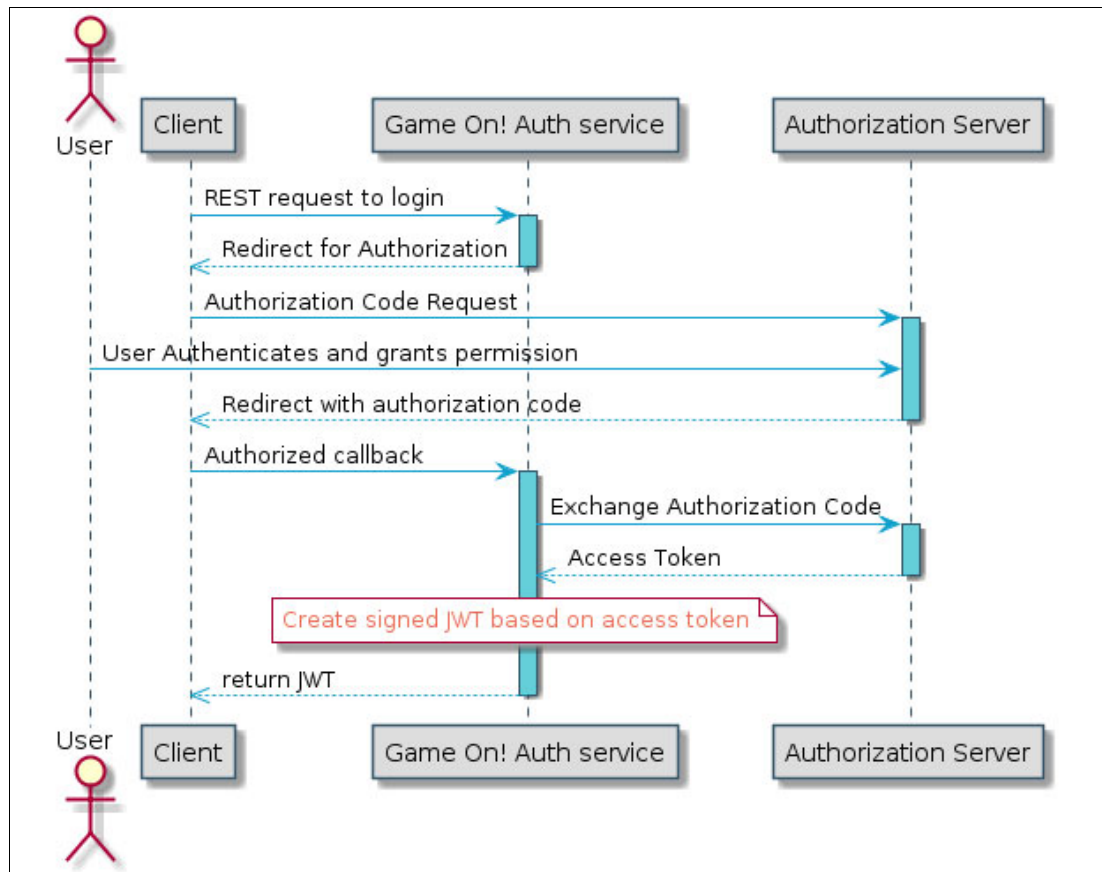 User
Client
Game On! Auth service
Authorization Server
REST request to login
Redirect for Authorization
Authorization Code Request
User Authenticates and grants permission
Redirect with authorization code
Authorized callback
Exchange Authorization Code
Access Token
Create signed JWT based on access token
return JWT
User
Client
Game On! Auth service
Authorization Server